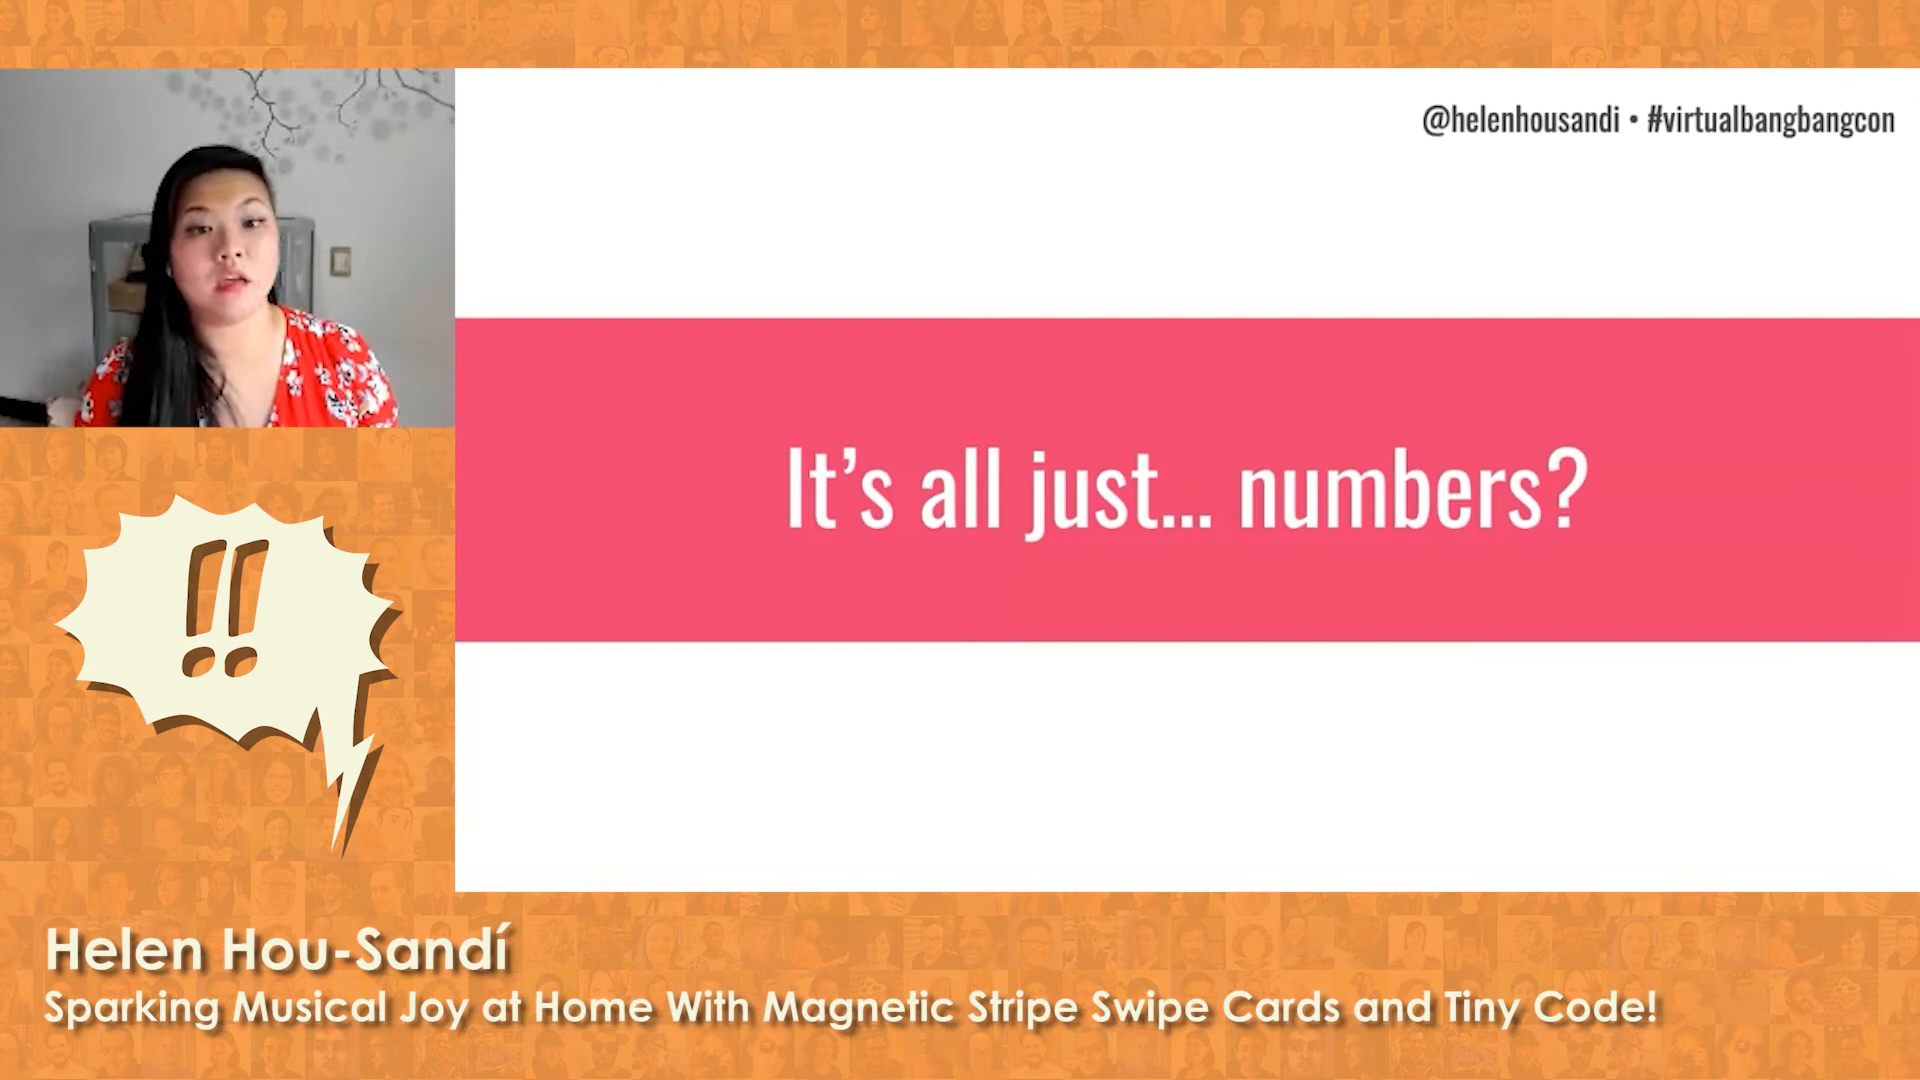 @helenhousandi • #virtualbangbangcon
It’s all just... numbers?
!!
Helen Hou-Sandí
Sparking Musical Joy at Home With Magnetic Stripe Swipe Cards and Tiny Code!